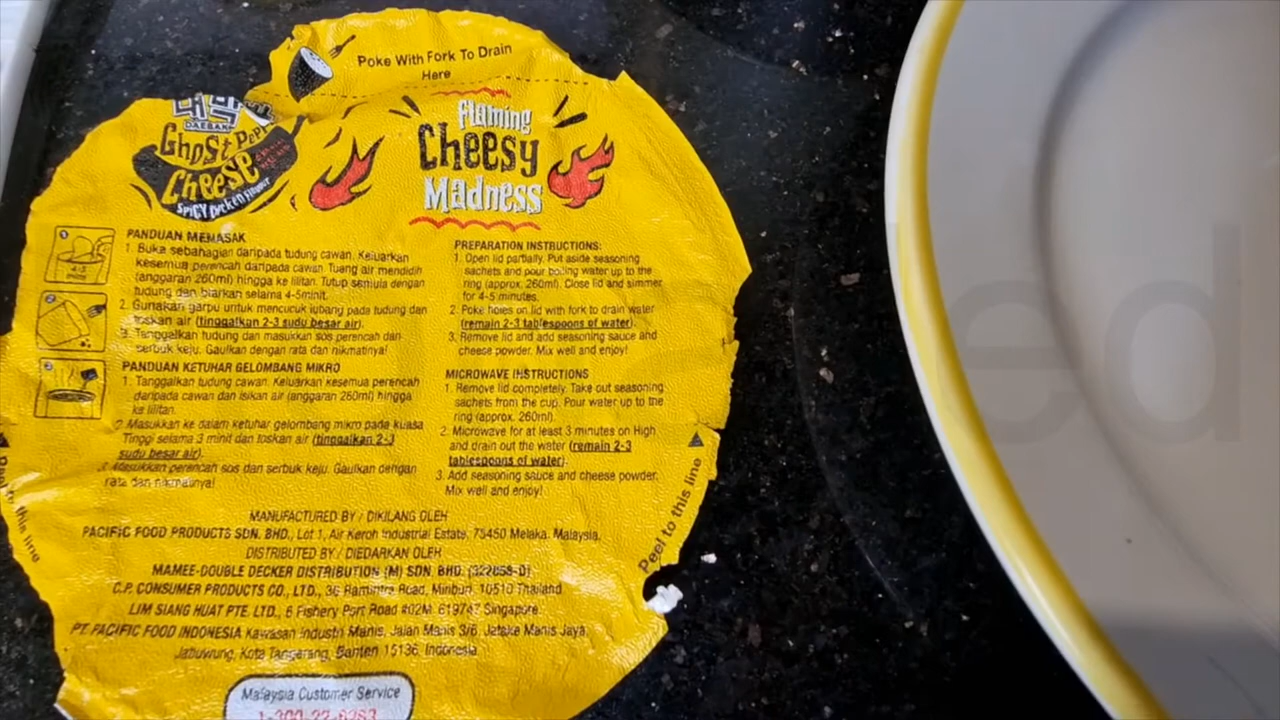 Poke With Fork To Drain
Here
DAEBAK
Ghost Pepp
Cheese
Spicy Chicken Flavour
Flaming
Cheesy
Madness
PANDUAN MEMASAK
1. Buka sebahagian daripada tudung cawan. Keluarkan
kesemua perencah daripada cawan. Tuang air mendidih
(anggaran 260ml) hingga ke lilitan. Tutup semula dengan
tudung dan biarkan selama 4-5minit.
2. Gunakan garpu untuk mencucuk lubang pada tudung dan
toskan air (tinggalkan 2-3 sudu besar air).
3. Tanggalkan tudung dan masukkan sos perencah dan
serbuk keju. Gaulkan dengan rata dan nikmatinya!
PANDUAN KETUHAR GELOMBANG MIKRO
1. Tanggalkan tudung cawan. Keluarkan kesemua perencah
daripada cawan dan isikan air (anggaran 260ml) hingga
ke lilitan.
2. Masukkan ke dalam ketuhar gelombang mikro pada kuasa
Tinggi selama 3 minit dan toskan air (tinggalkan 2-3
sudu besar air).
3. Masukkan perencah sos dan serbuk keju. Gaulkan dengan
rata dan nikmatinya!
PREPARATION INSTRUCTIONS:
1. Open lid partially. Put aside seasoning
sachets and pour boiling water up to the
ring (approx. 260ml). Close lid and simmer
for 4-5 minutes.
2. Poke holes on lid with fork to drain water
(remain 2-3 tablespoons of water).
3. Remove lid and add seasoning sauce and
cheese powder. Mix well and enjoy!
MICROWAVE INSTRUCTIONS
1. Remove lid completely. Take out seasoning
sachets from the cup. Pour water up to the
ring (approx. 260ml).
2. Microwave for at least 3 minutes on High
and drain out the water (remain 2-3
tablespoons of water).
3. Add seasoning sauce and cheese powder.
Mix well and enjoy!
this line
Peel to this line
MANUFACTURED BY / DIKILANG OLEH
PACIFIC FOOD PRODUCTS SDN. BHD., Lot 1, Air Keroh Industrial Estate, 75450 Melaka, Malaysia.
DISTRIBUTED BY / DIEDARKAN OLEH
MAMEE-DOUBLE DECKER DISTRIBUTION (M) SDN. BHD.
C.P. CONSUMER PRODUCTS CO., LTD., 36 Ramintra Road, Minburi, 10510 Thailand
LIM SIANG HUAT PTE. LTD., 6 Fishery Port Road #02M, 619747 Singapore.
PT. PACIFIC FOOD INDONESIA Kawasan Industri Manis, Jalan Manis 3/6, Jatake Manis Jaya,
Jatiuwung, Kota Tangerang, Banten 15136, Indonesia.
Malaysia Customer Service
ed